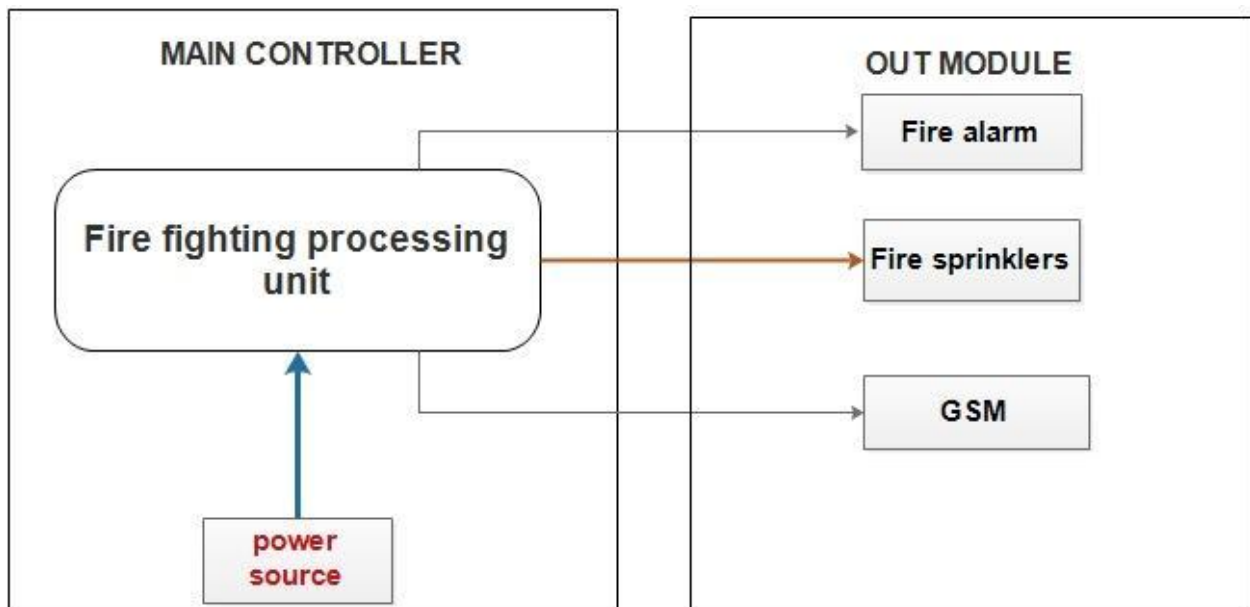 MAIN CONTROLLER
Fire fighting processing
unit
power
source
OUT MODULE
Fire alarm
Fire sprinklers
GSM